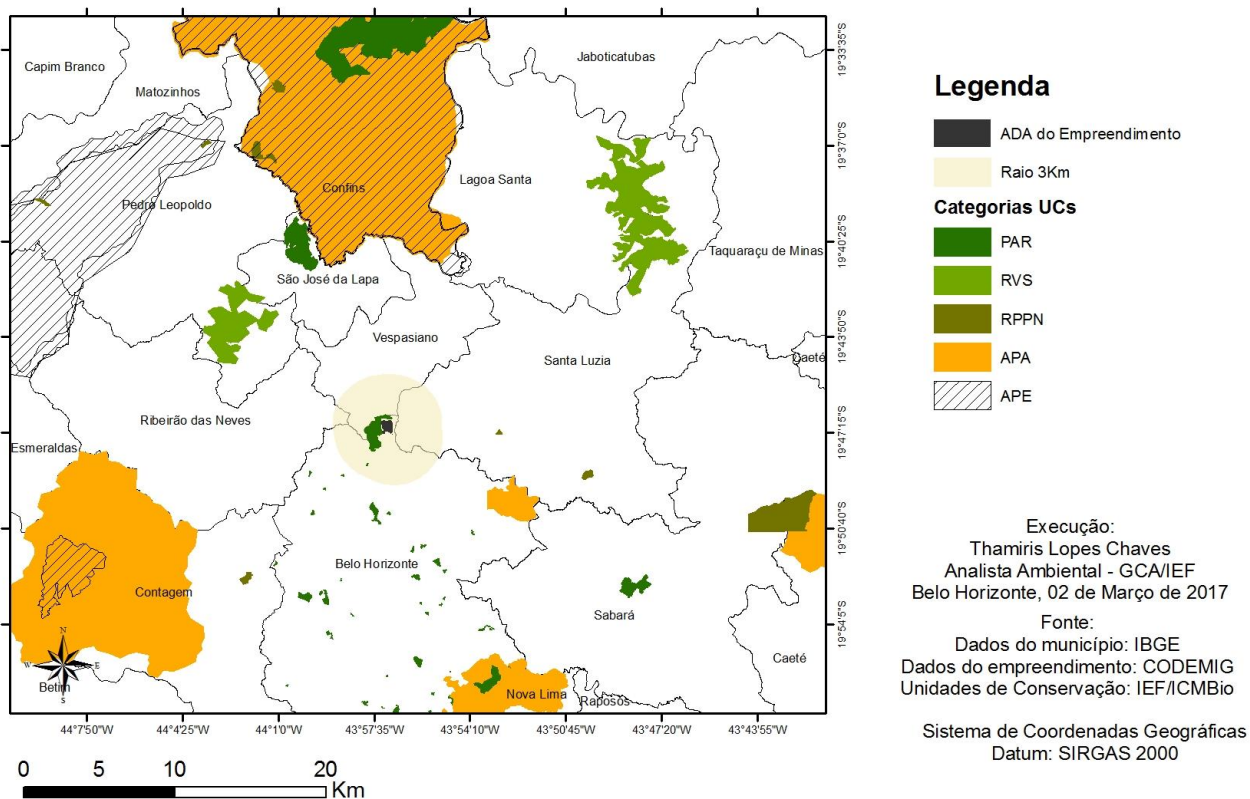 Capim Branco
Matozinhos
Jaboticatubas
Pedro Leopoldo
Confins
Lagoa Santa
Taquaraçu de Minas
São José da Lapa
Vespasiano
Santa Luzia
Caeté
Ribeirão das Neves
Esmeraldas
Belo Horizonte
Contagem
Sabará
Caeté
Betim
Nova Lima
Raposos
N
W
E
S
19°33'35"S
19°37'0"S
19°40'25"S
19°43'50"S
19°47'15"S
19°50'40"S
19°54'5"S
44°7'50"W
44°4'25"W
44°1'0"W
43°57'35"W
43°54'10"W
43°50'45"W
43°47'20"W
43°43'55"W
0 5 10 20
Km
Legenda
ADA do Empreendimento
Raio 3Km
Categorias UCs
PAR
RVS
RPPN
APA
APE
Execução:
Thamiris Lopes Chaves
Analista Ambiental - GCA/IEF
Belo Horizonte, 02 de Março de 2017
Fonte:
Dados do município: IBGE
Dados do empreendimento: CODEMIG
Unidades de Conservação: IEF/ICMBio
Sistema de Coordenadas Geográficas
Datum: SIRGAS 2000